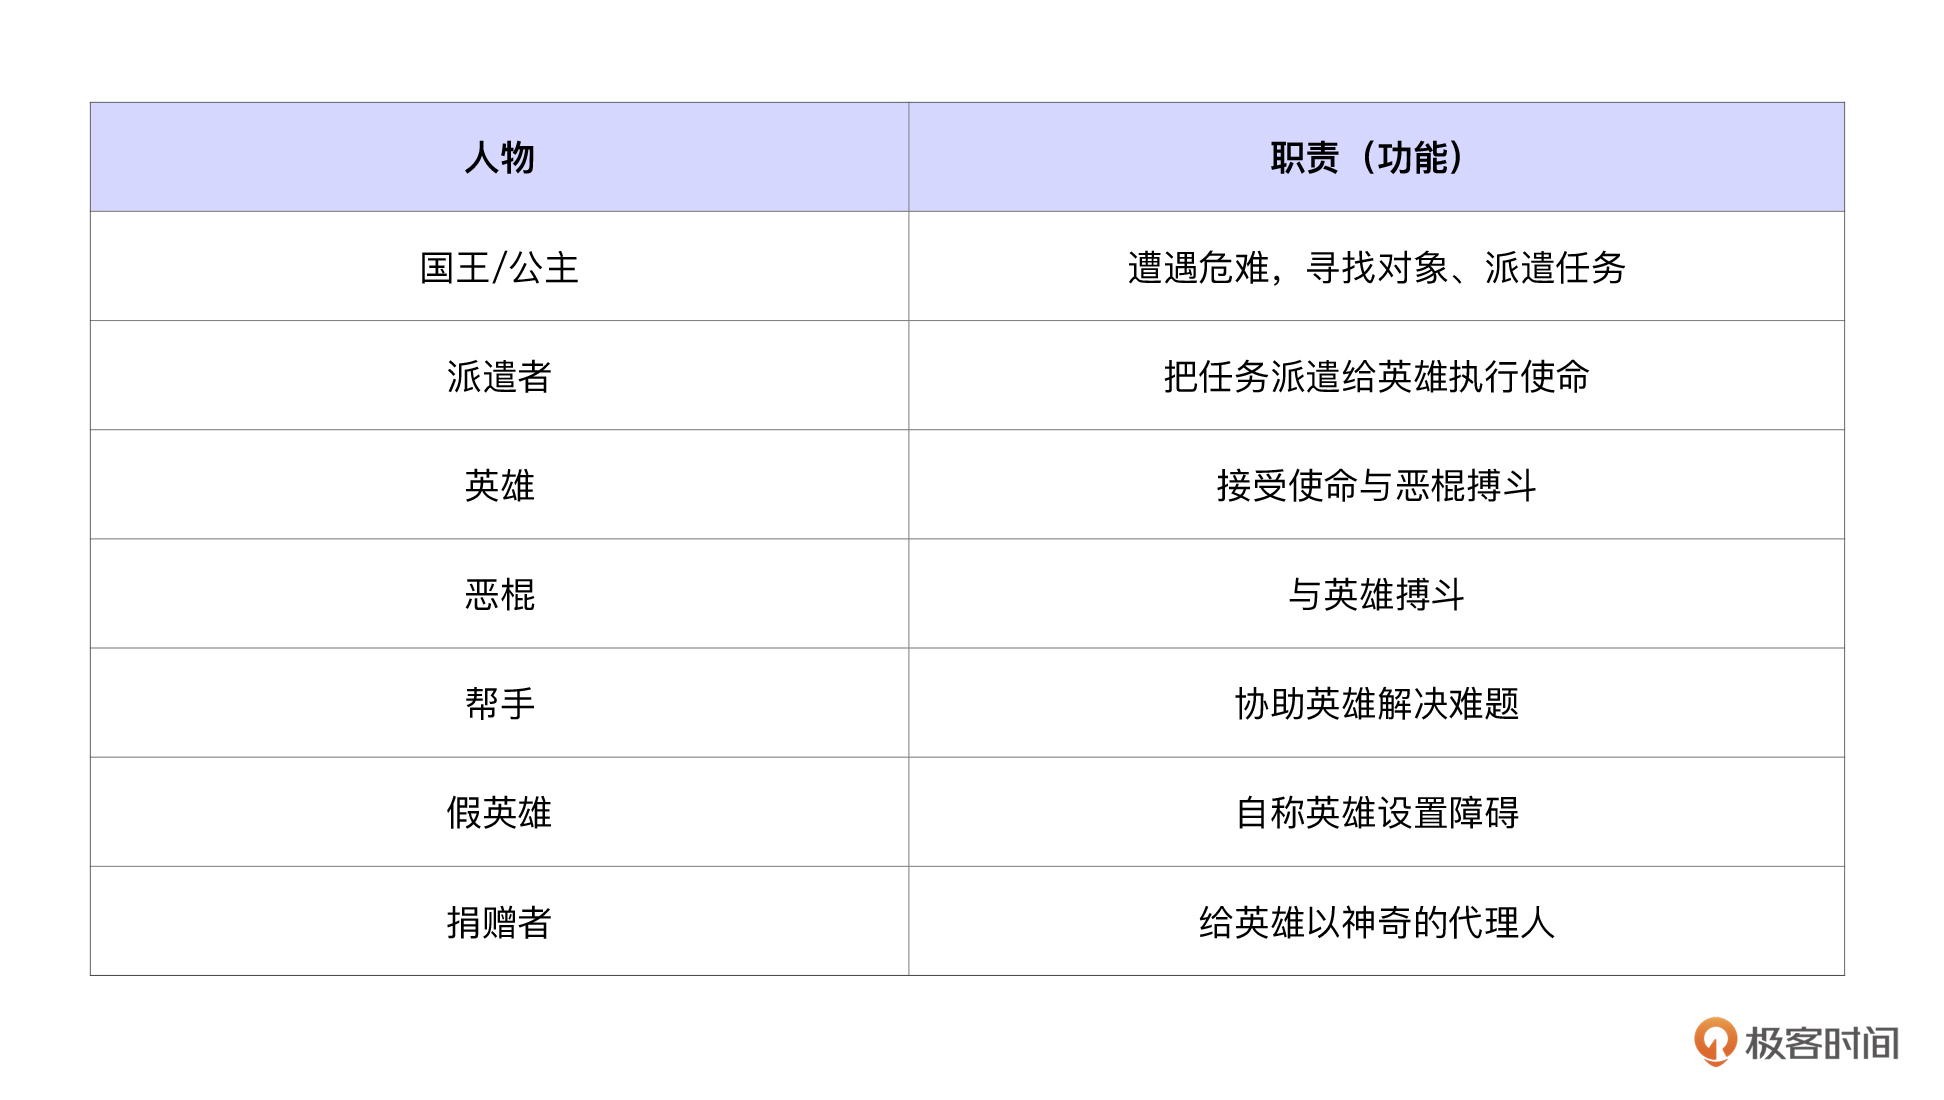 人物 职责（功能）
国王/公主 遭遇危难，寻找对象、派遣任务
派遣者 把任务派遣给英雄执行使命
英雄 接受使命与恶棍搏斗
恶棍 与英雄搏斗
帮手 协助英雄解决难题
假英雄 自称英雄设置障碍
捐赠者 给英雄以神奇的代理人
极客时间